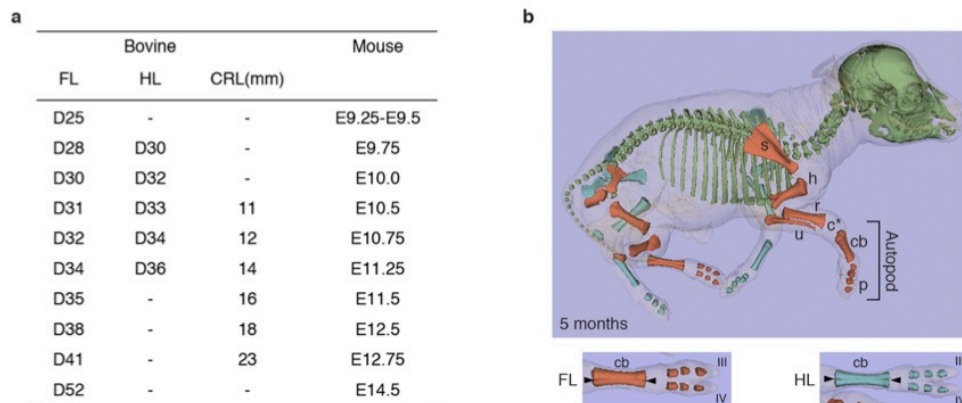 a
Bovine Mouse
FL HL CRL(mm)
D25 - - E9.25-E9.5
D28 D30 - E9.75
D30 D32 - E10.0
D31 D33 11 E10.5
D32 D34 12 E10.75
D34 D36 14 E11.25
D35 - 16 E11.5
D38 - 18 E12.5
D41 - 23 E12.75
D52 - - E14.5
b
s
h
r
c*
u
cb
p
Autopod
5 months
FL
cb
III
IV
HL
cb